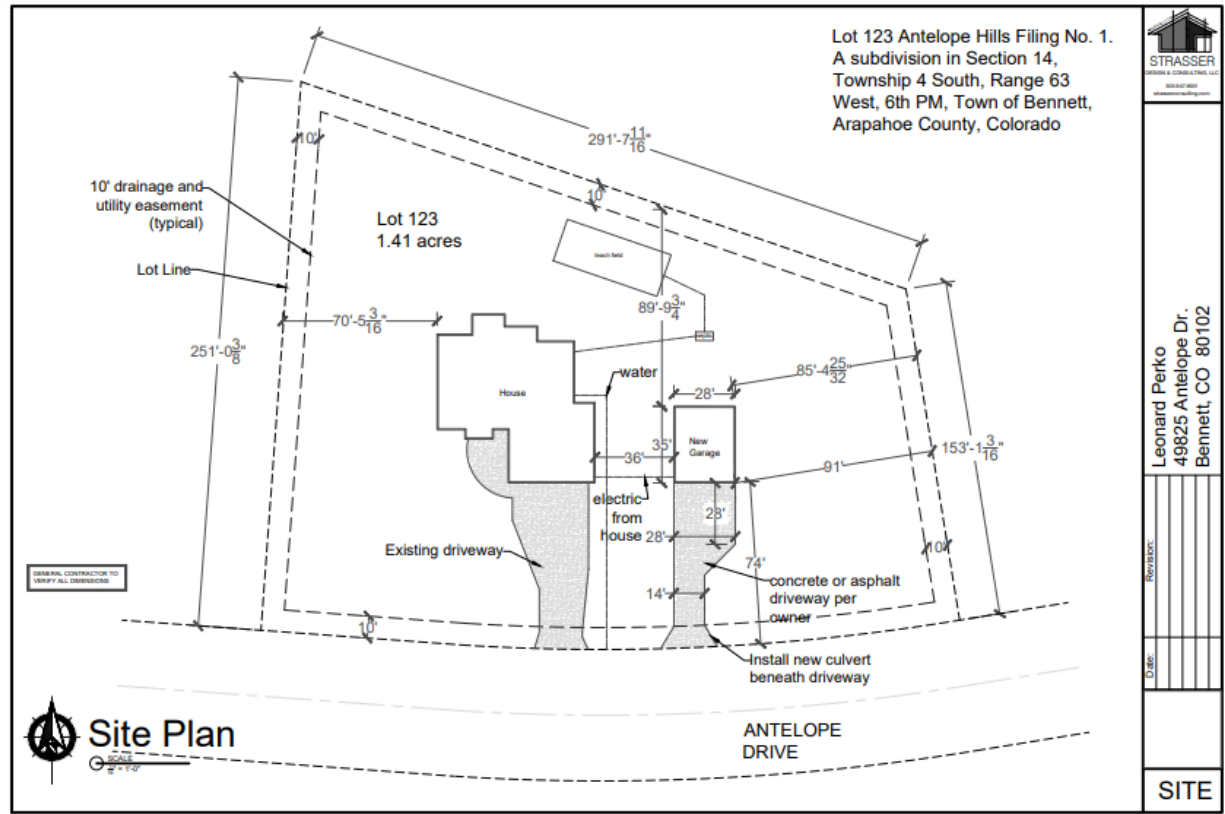 Lot 123 Antelope Hills Filing No. 1.
A subdivision in Section 14,
Township 4 South, Range 63
West, 6th PM, Town of Bennett,
Arapahoe County, Colorado
STRASSER
DESIGN & CONSULTING, LLC
strasserconsulting.com
291'-7 11/16"
10'
10'
10' drainage and
utility easement
(typical)
Lot 123
1.41 acres
Lot Line
leach field
89'-9 3/4"
70'-5 3/16"
251'-0 3/8"
85'-4 25/32"
water
28'
House
35'
New
Garage
36'
91'
153'-1 3/16"
electric
from
house
28'
28'
Existing driveway
74'
10'
GENERAL CONTRACTOR TO
VERIFY ALL DIMENSIONS
14'
concrete or asphalt
driveway per
owner
10'
Install new culvert
beneath driveway
Site Plan
SCALE
ANTELOPE
DRIVE
Leonard Perko
49825 Antelope Dr.
Bennett, CO 80102
Revision:
Date:
SITE